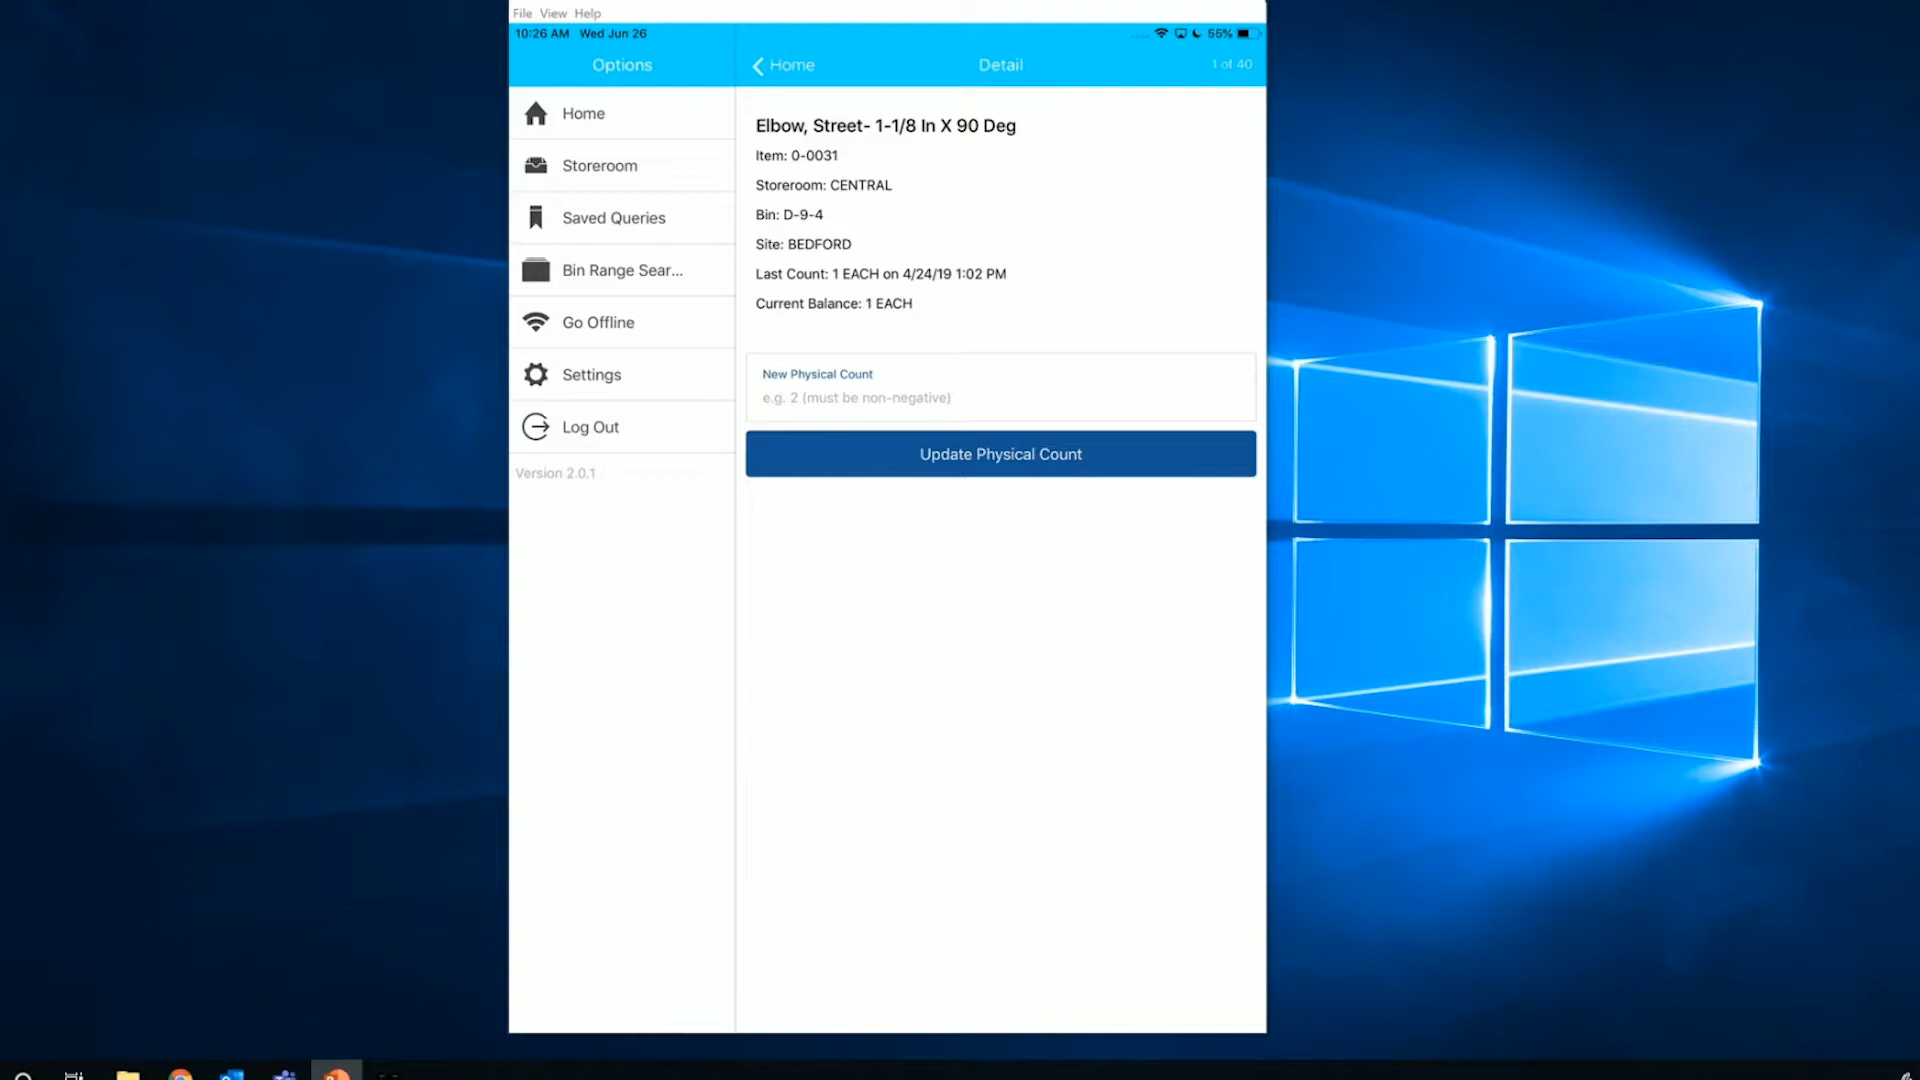 File View Help
10:26 AM Wed Jun 26
55%
Options
Home
Detail
1 of 40
Home
Storeroom
Saved Queries
Bin Range Sear...
Go Offline
Settings
Log Out
Version 2.0.1
Elbow, Street- 1-1/8 In X 90 Deg
Item: 0-0031
Storeroom: CENTRAL
Bin: D-9-4
Site: BEDFORD
Last Count: 1 EACH on 4/24/19 1:02 PM
Current Balance: 1 EACH
New Physical Count
e.g. 2 (must be non-negative)
Update Physical Count